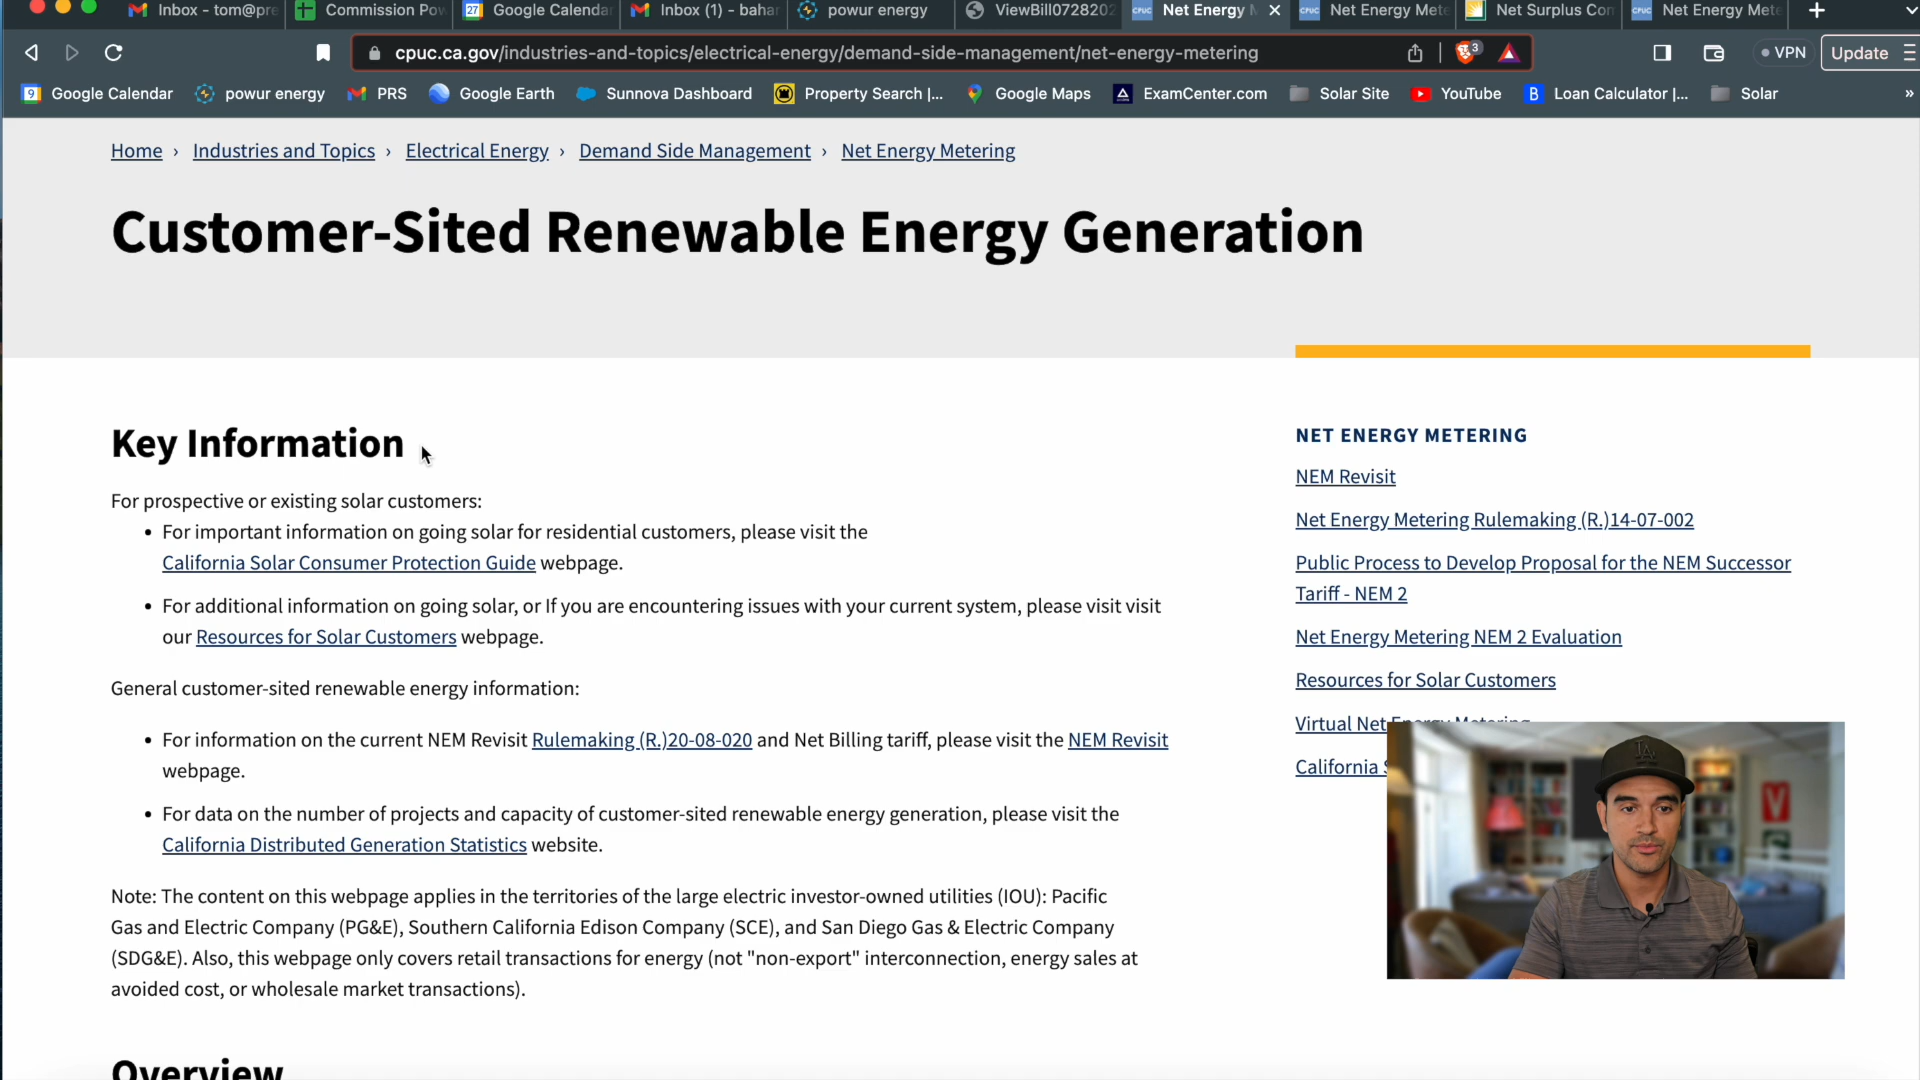 Inbox - tom@pre
Commission Pow
Google Calendar
Inbox (1) - bahar
powur energy
ViewBill0728202
Net Energy M
Net Energy Mete
Net Surplus Com
Net Energy Mete
cpuc.ca.gov/industries-and-topics/electrical-energy/demand-side-management/net-energy-metering
3
VPN
Update
Google Calendar
powur energy
PRS
Google Earth
Sunnova Dashboard
Property Search |...
Google Maps
ExamCenter.com
Solar Site
YouTube
Loan Calculator |...
Solar
»
Home › Industries and Topics › Electrical Energy › Demand Side Management › Net Energy Metering
Customer-Sited Renewable Energy Generation
Key Information
For prospective or existing solar customers:
• For important information on going solar for residential customers, please visit the
California Solar Consumer Protection Guide webpage.
• For additional information on going solar, or If you are encountering issues with your current system, please visit visit
our Resources for Solar Customers webpage.
General customer-sited renewable energy information:
• For information on the current NEM Revisit Rulemaking (R.)20-08-020 and Net Billing tariff, please visit the NEM Revisit
webpage.
• For data on the number of projects and capacity of customer-sited renewable energy generation, please visit the
California Distributed Generation Statistics website.
Note: The content on this webpage applies in the territories of the large electric investor-owned utilities (IOU): Pacific
Gas and Electric Company (PG&E), Southern California Edison Company (SCE), and San Diego Gas & Electric Company
(SDG&E). Also, this webpage only covers retail transactions for energy (not "non-export" interconnection, energy sales at
avoided cost, or wholesale market transactions).
Overview
NET ENERGY METERING
NEM Revisit
Net Energy Metering Rulemaking (R.)14-07-002
Public Process to Develop Proposal for the NEM Successor
Tariff - NEM 2
Net Energy Metering NEM 2 Evaluation
Resources for Solar Customers
Virtual Net Energy Metering
California S
LA
V